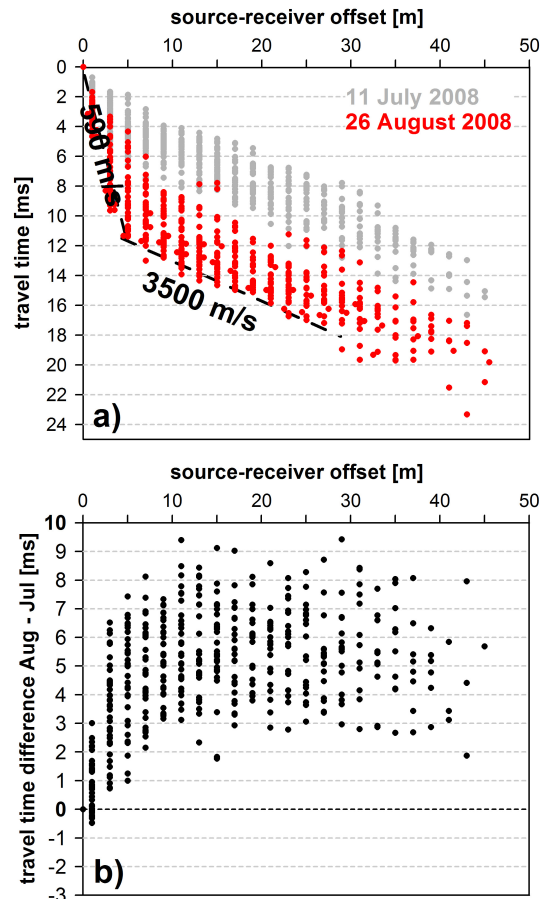 source-receiver offset [m]
0 10 20 30 40 50
0
2
4
6
8
10
12
14
16
18
20
22
24
travel time [ms]
11 July 2008
26 August 2008
590 m/s
3500 m/s
a)
source-receiver offset [m]
0 10 20 30 40 50
10
9
8
7
6
5
4
3
2
1
0
-1
-2
-3
travel time difference Aug - Jul [ms]
b)